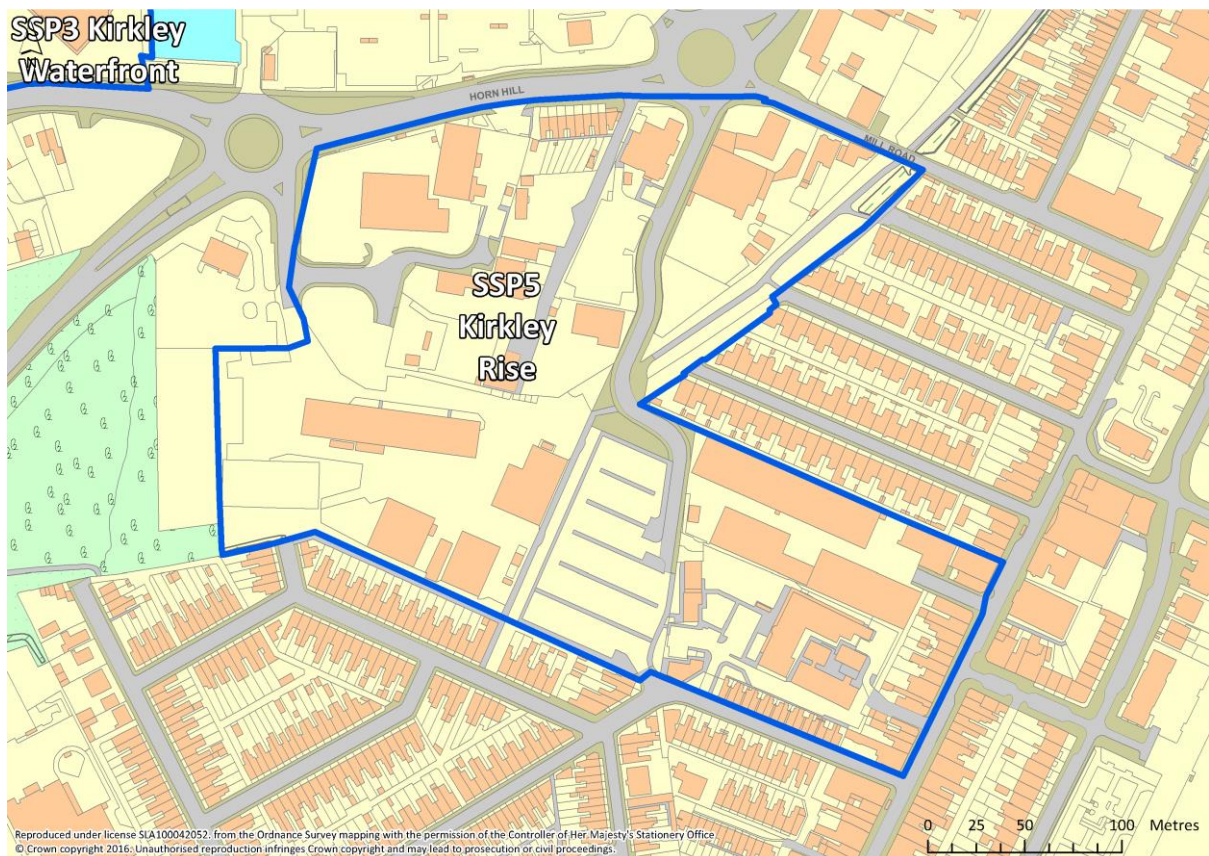 SSP3 Kirkley
Waterfront
HORN HILL
MILL ROAD
SSP5
Kirkley
Rise
0 25 50 100 Metres
Reproduced under license SLA100042052. from the Ordnance Survey mapping with the permission of the Controller of Her Majesty's Stationery Office
© Crown copyright 2016. Unauthorised reproduction infringes Crown copyright and may lead to prosecution or civil proceedings.